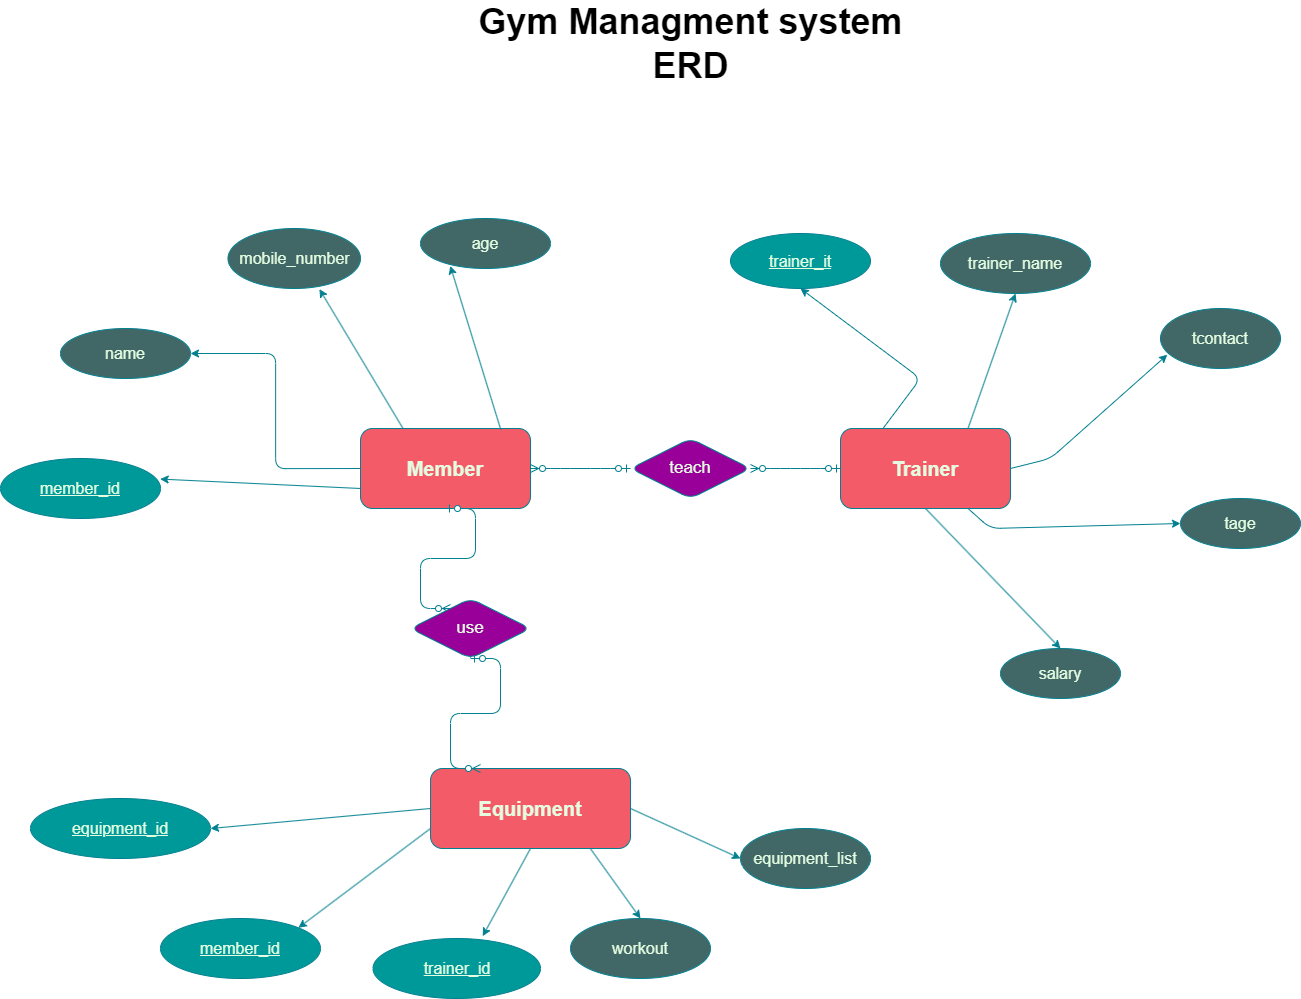 Gym Managment system
ERD
mobile_number
age
trainer_it
trainer_name
name
tcontact
member_id
Member
teach
Trainer
tage
use
salary
equipment_id
Equipment
equipment_list
member_id
trainer_id
workout